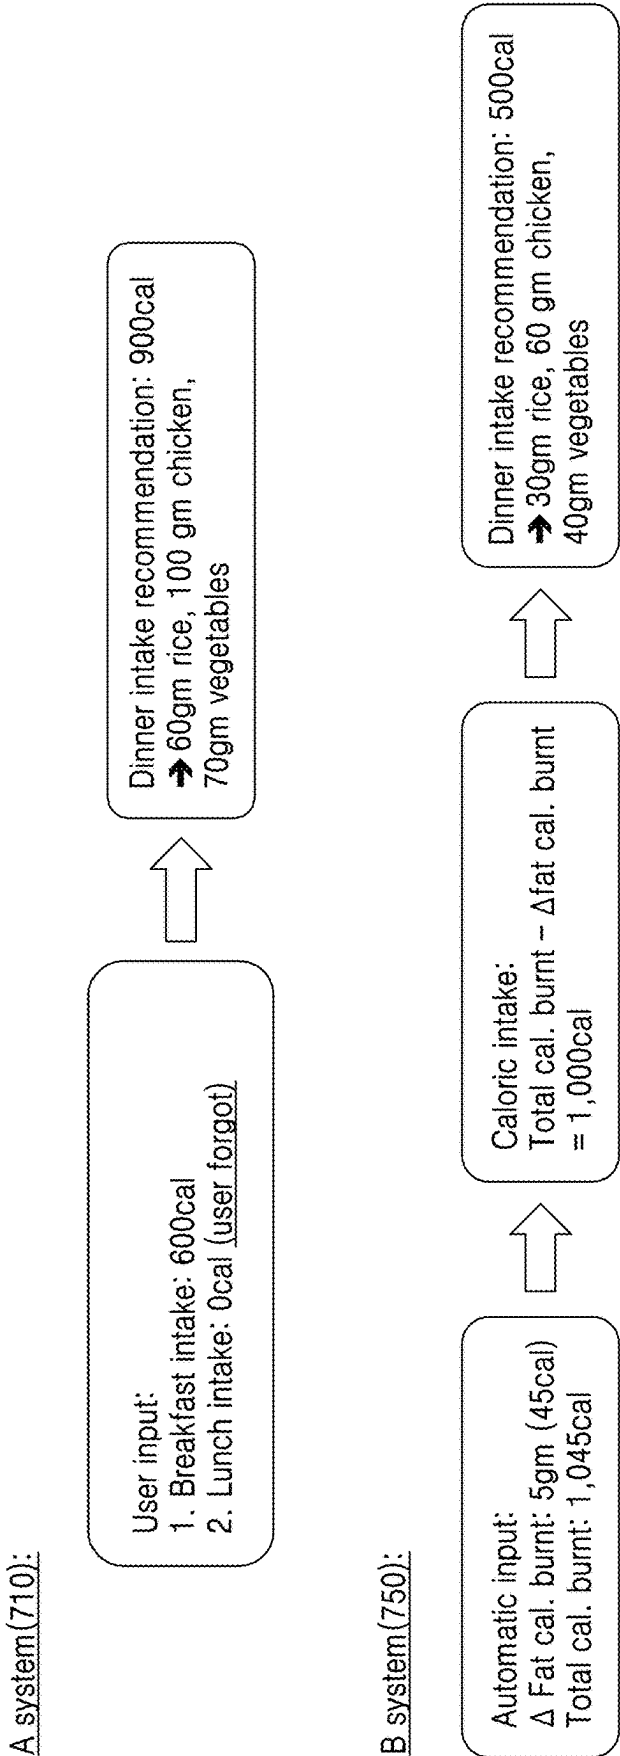 A system(710):
User input:
1. Breakfast intake: 600cal
2. Lunch intake: 0cal (user forgot)
Dinner intake recommendation: 900cal
➔ 60gm rice, 100 gm chicken,
70gm vegetables
B system(750):
Automatic input:
Δ Fat cal. burnt: 5gm (45cal)
Total cal. burnt: 1,045cal
Caloric intake:
Total cal. burnt – Δfat cal. burnt
= 1,000cal
Dinner intake recommendation: 500cal
➔ 30gm rice, 60 gm chicken,
40gm vegetables